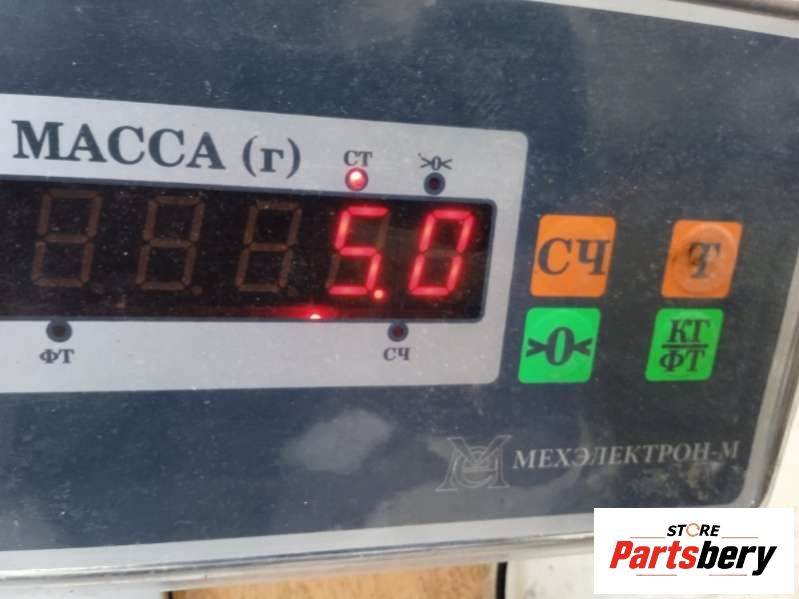 МАССА (г)
СТ
>0<
5.0
ФТ
СЧ
СЧ
Т
>0<
КГ
ФТ
МЕХЭЛЕКТРОН-М
STORE
Partsbery